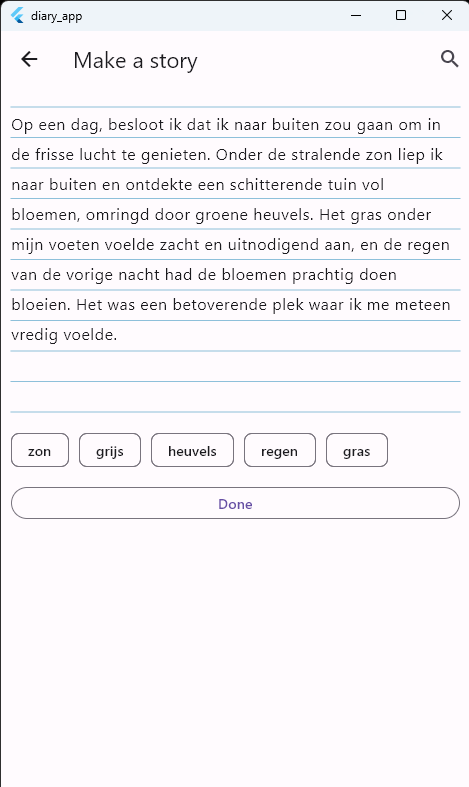 diary_app
Make a story
Op een dag, besloot ik dat ik naar buiten zou gaan om in
de frisse lucht te genieten. Onder de stralende zon liep ik
naar buiten en ontdekte een schitterende tuin vol
bloemen, omringd door groene heuvels. Het gras onder
mijn voeten voelde zacht en uitnodigend aan, en de regen
van de vorige nacht had de bloemen prachtig doen
bloeien. Het was een betoverende plek waar ik me meteen
vredig voelde.
zon grijs heuvels regen gras
Done